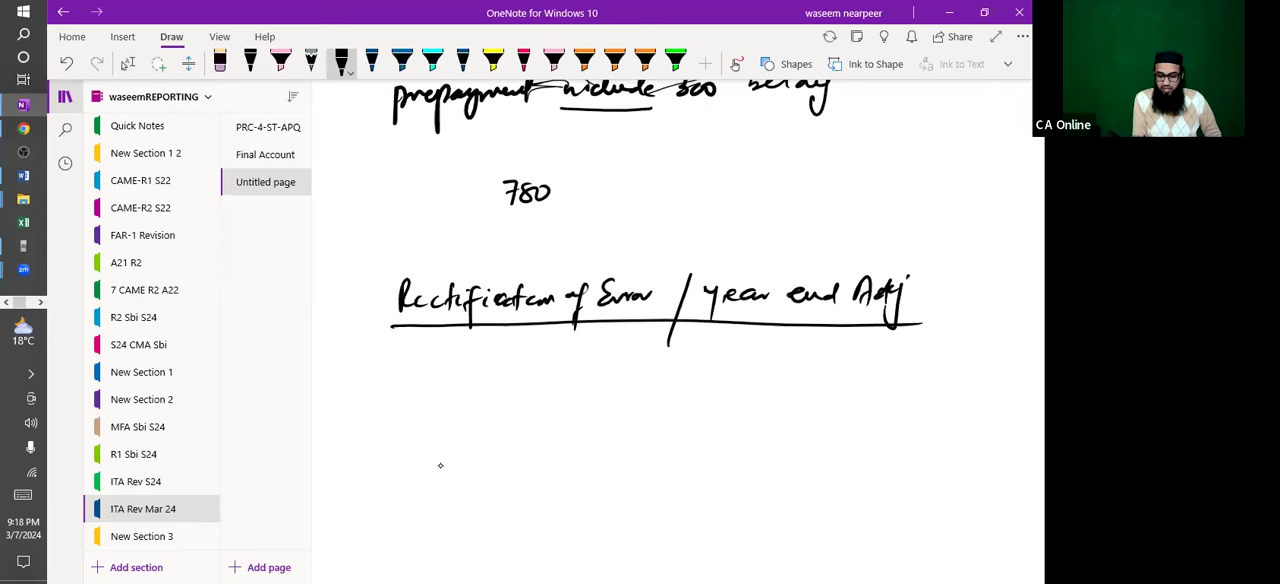 OneNote for Windows 10
waseem nearpeer
Home Insert Draw View Help
Share
Shapes
Ink to Shape
Ink to Text
waseemREPORTING
Quick Notes
New Section 1 2
CAME-R1 S22
CAME-R2 S22
FAR-1 Revision
A21 R2
7 CAME R2 A22
R2 Sbi S24
S24 CMA Sbi
New Section 1
New Section 2
MFA Sbi S24
R1 Sbi S24
ITA Rev S24
ITA Rev Mar 24
New Section 3
Add section
PRC-4-ST-APQ
Final Account
Untitled page
Add page
prepayment include 500
780
Rectification of Error / year end Adj
C A Online
18°C
9:18 PM
3/7/2024